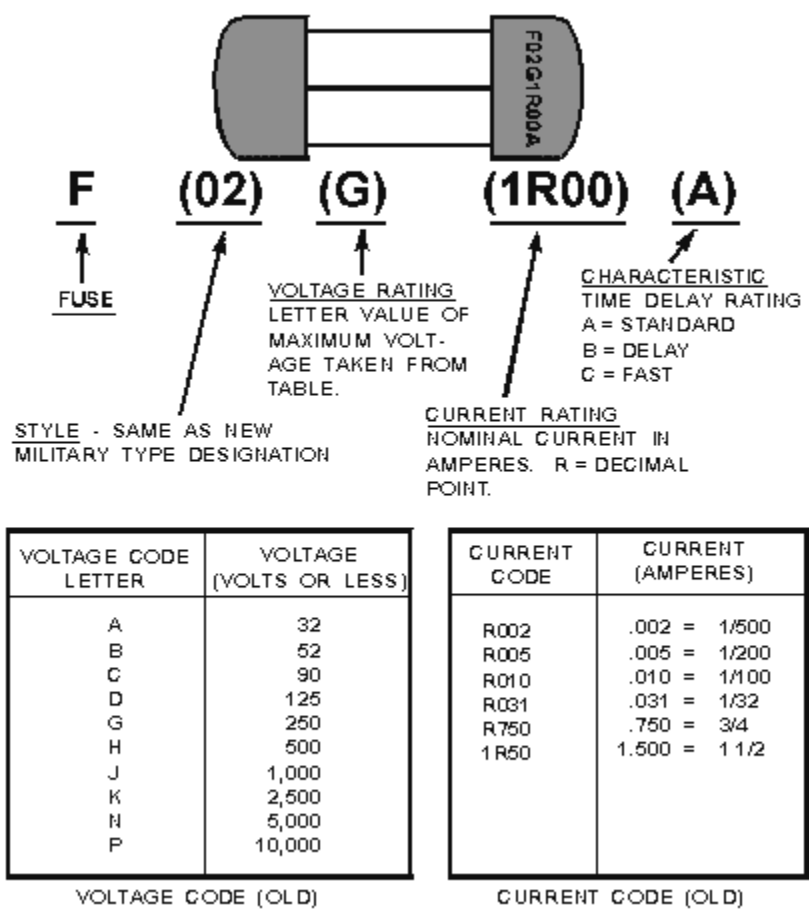 F02G1R00A
F (02) (G) (1R00) (A)
FUSE
VOLTAGE RATING
LETTER VALUE OF
MAXIMUM VOLT-
AGE TAKEN FROM
TABLE.
CHARACTERISTIC
TIME DELAY RATING
A = STANDARD
B = DELAY
C = FAST
STYLE - SAME AS NEW
MILITARY TYPE DESIGNATION
CURRENT RATING
NOMINAL CURRENT IN
AMPERES. R = DECIMAL
POINT.
VOLTAGE CODE
LETTER
VOLTAGE
(VOLTS OR LESS)
A 32
B 52
C 90
D 125
G 250
H 500
J 1,000
K 2,500
N 5,000
P 10,000
VOLTAGE CODE (OLD)
CURRENT
CODE
CURRENT
(AMPERES)
R002 .002 = 1/500
R005 .005 = 1/200
R010 .010 = 1/100
R031 .031 = 1/32
R750 .750 = 3/4
1R50 1.500 = 1 1/2
CURRENT CODE (OLD)